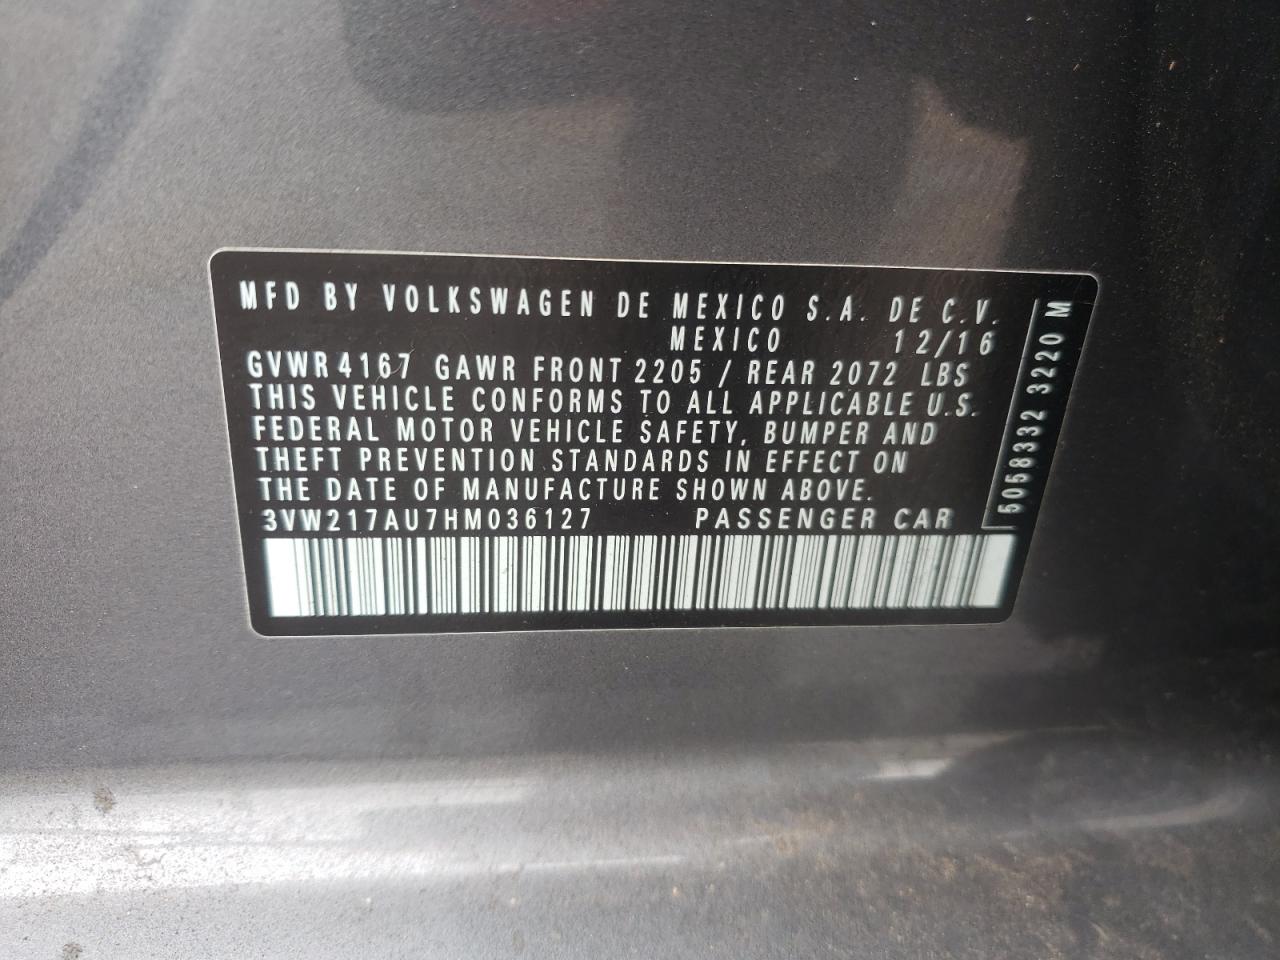 MFD BY VOLKSWAGEN DE MEXICO S.A. DE C.V.
MEXICO 12/16
GVWR 4167 GAWR FRONT 2205 / REAR 2072 LBS
THIS VEHICLE CONFORMS TO ALL APPLICABLE U.S.
FEDERAL MOTOR VEHICLE SAFETY, BUMPER AND
THEFT PREVENTION STANDARDS IN EFFECT ON
THE DATE OF MANUFACTURE SHOWN ABOVE.
3VW217AU7HM036127 PASSENGER CAR
5058332 3220 M